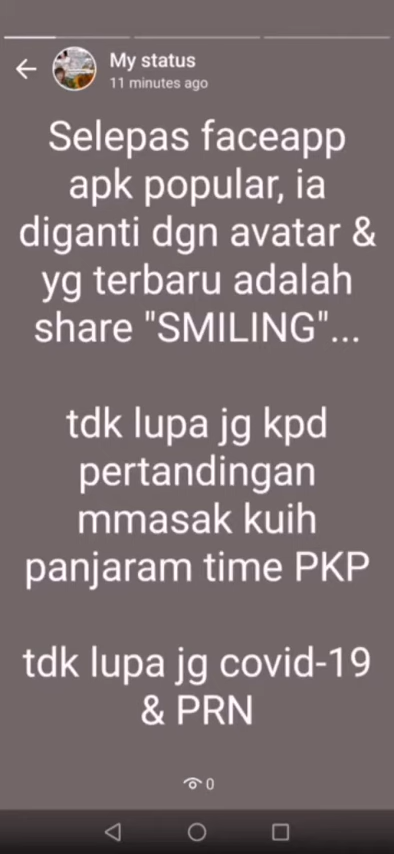 My status
11 minutes ago
Selepas faceapp
apk popular, ia
diganti dgn avatar &
yg terbaru adalah
share "SMILING"...
tdk lupa jg kpd
pertandingan
mmasak kuih
panjaram time PKP
tdk lupa jg covid-19
& PRN
0